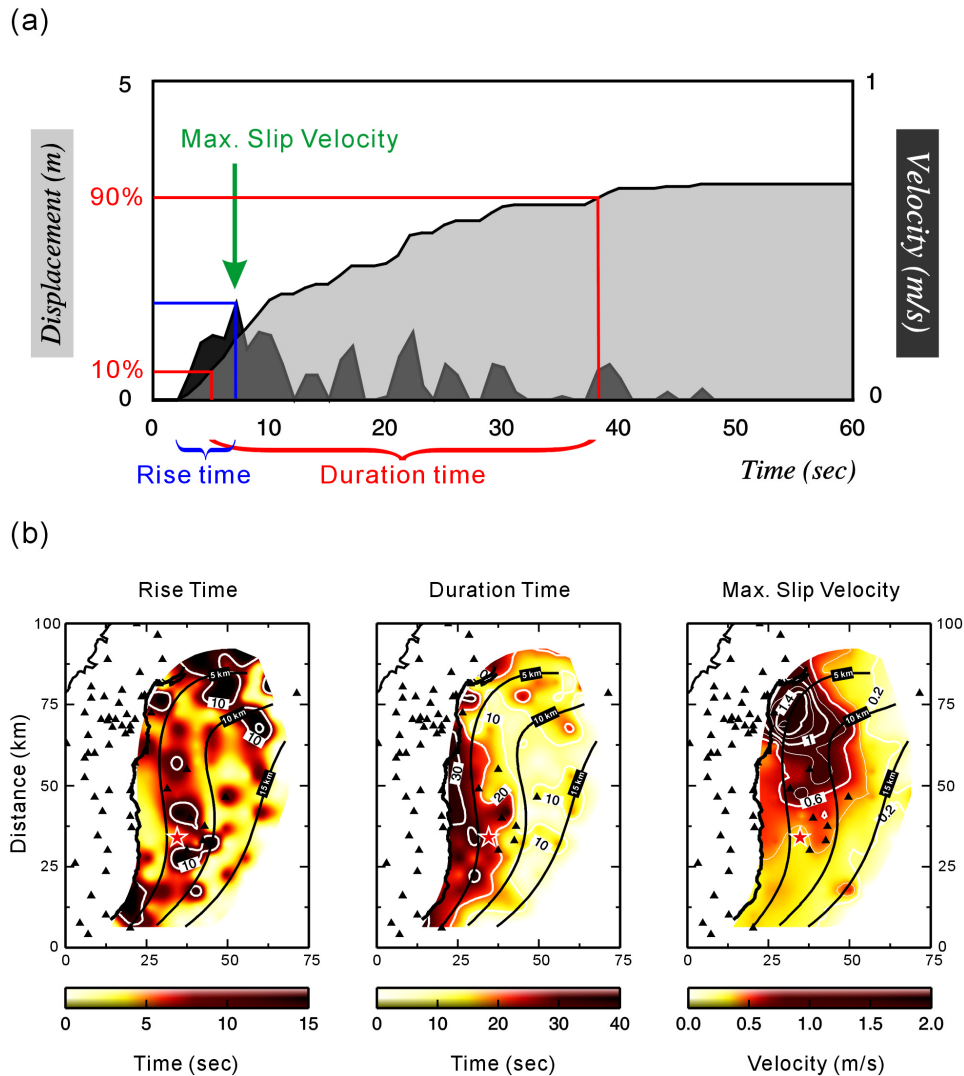 (a)
5
1
Max. Slip Velocity
Displacement (m)
Velocity (m/s)
90%
10%
0
0
0 10 20 30 40 50 60
Rise time
Duration time
Time (sec)
(b)
Rise Time
Duration Time
Max. Slip Velocity
Distance (km)
100
75
50
25
0
5 km
10 km
15 km
10
10
10
0 25 50 75
0 5 10 15
Time (sec)
5 km
10 km
15 km
10
30
20
10
10
0 25 50 75
0 10 20 30 40
Time (sec)
100
75
50
25
0
5 km
10 km
15 km
0.2
1.4
1
0.6
0.2
0 25 50 75
0.0 0.5 1.0 1.5 2.0
Velocity (m/s)